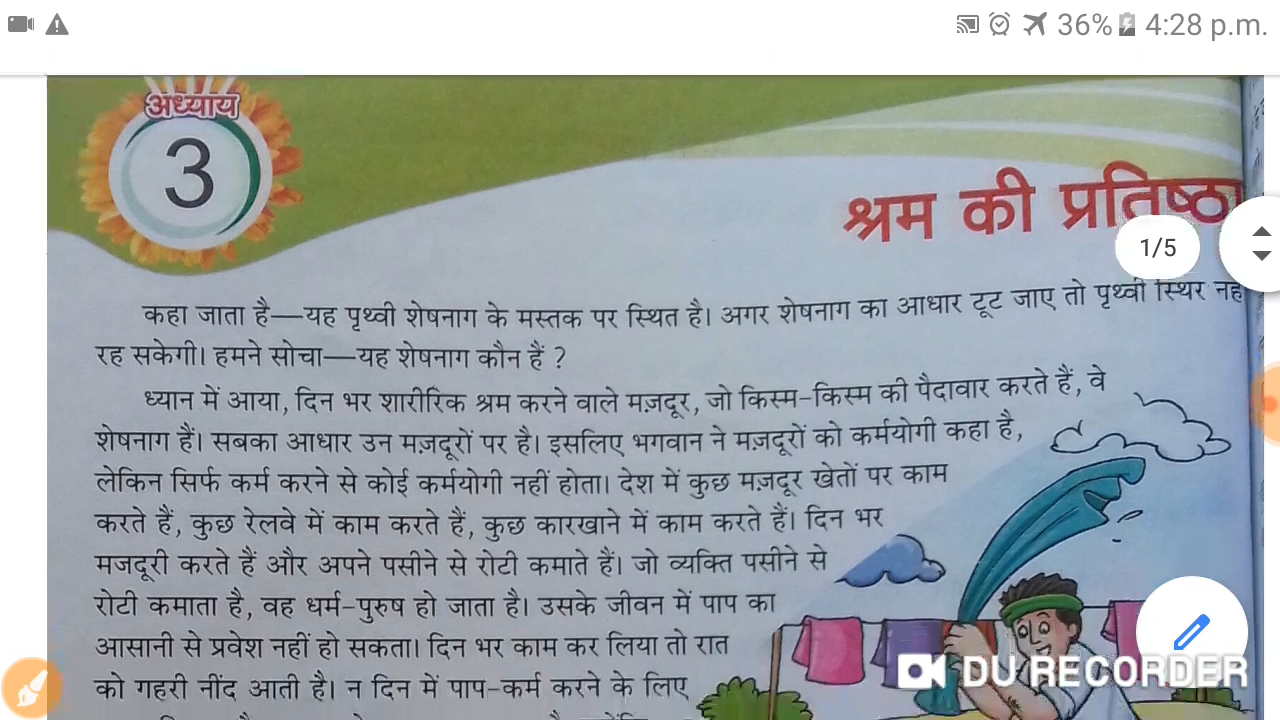 36% 4:28 p.m.
अध्याय
3
श्रम की प्रतिष्ठा
1/5
कहा जाता है—यह पृथ्वी शेषनाग के मस्तक पर स्थित है। अगर शेषनाग का आधार टूट जाए तो पृथ्वी स्थिर नहीं
रह सकेगी। हमने सोचा—यह शेषनाग कौन हैं ?
ध्यान में आया, दिन भर शारीरिक श्रम करने वाले मज़दूर, जो किस्म-किस्म की पैदावार करते हैं, वे
शेषनाग हैं। सबका आधार उन मज़दूरों पर है। इसलिए भगवान ने मज़दूरों को कर्मयोगी कहा है,
लेकिन सिर्फ कर्म करने से कोई कर्मयोगी नहीं होता। देश में कुछ मज़दूर खेतों पर काम
करते हैं, कुछ रेलवे में काम करते हैं, कुछ कारखाने में काम करते हैं। दिन भर
मजदूरी करते हैं और अपने पसीने से रोटी कमाते हैं। जो व्यक्ति पसीने से
रोटी कमाता है, वह धर्म-पुरुष हो जाता है। उसके जीवन में पाप का
आसानी से प्रवेश नहीं हो सकता। दिन भर काम कर लिया तो रात
को गहरी नींद आती है। न दिन में पाप-कर्म करने के लिए
DU RECORDER